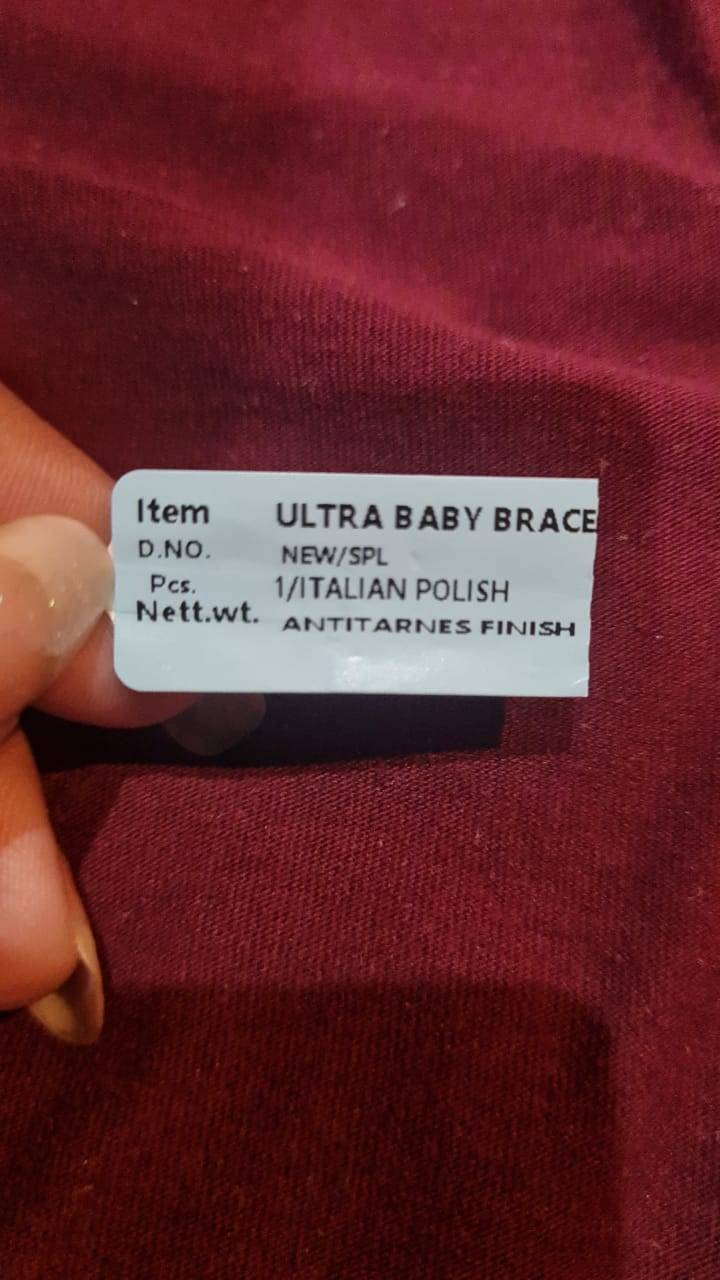 Item ULTRA BABY BRACE
D.NO. NEW/SPL
Pcs. 1/ITALIAN POLISH
Nett.wt. ANTITARNES FINISH